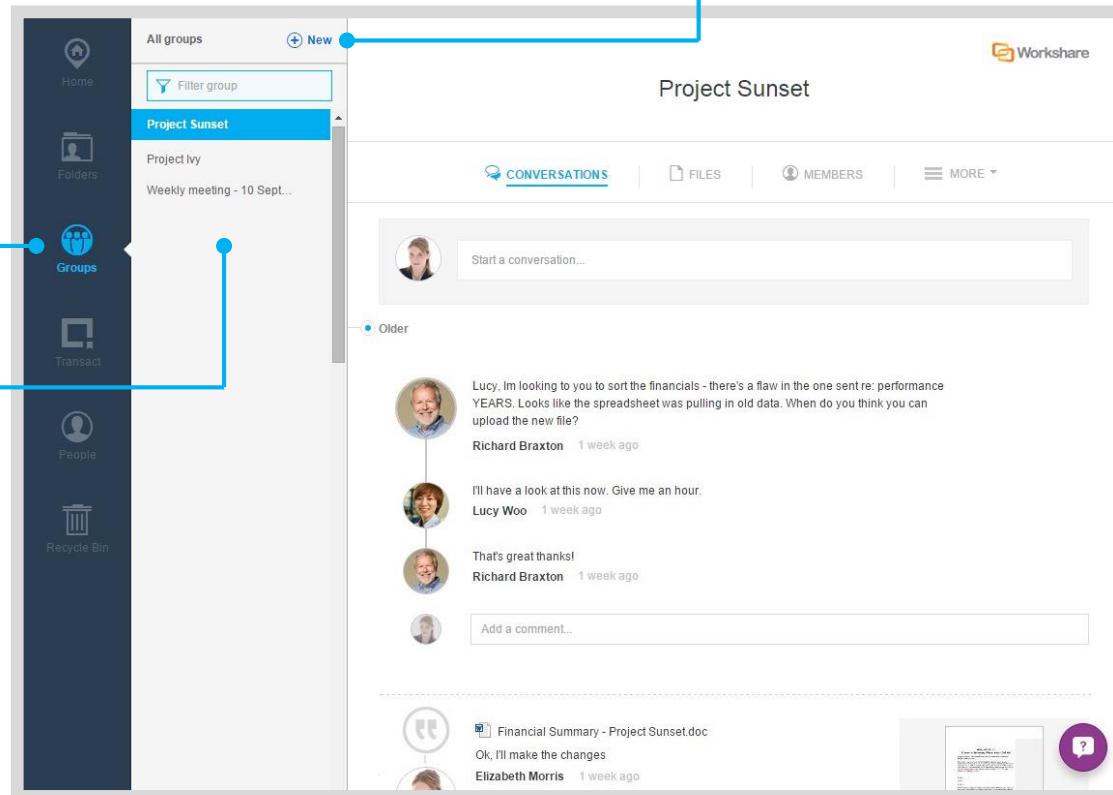 Home
Folders
Groups
Transact
People
Recycle Bin
All groups
New
Filter group
Project Sunset
Project Ivy
Weekly meeting - 10 Sept...
Workshare
Project Sunset
CONVERSATIONS
FILES
MEMBERS
MORE
Start a conversation...
Older
Lucy, Im looking to you to sort the financials - there's a flaw in the one sent re: performance
YEARS. Looks like the spreadsheet was pulling in old data. When do you think you can
upload the new file?
Richard Braxton 1 week ago
I'll have a look at this now. Give me an hour.
Lucy Woo 1 week ago
That's great thanks!
Richard Braxton 1 week ago
Add a comment...
Financial Summary - Project Sunset.doc
Ok, I'll make the changes
Elizabeth Morris 1 week ago
?